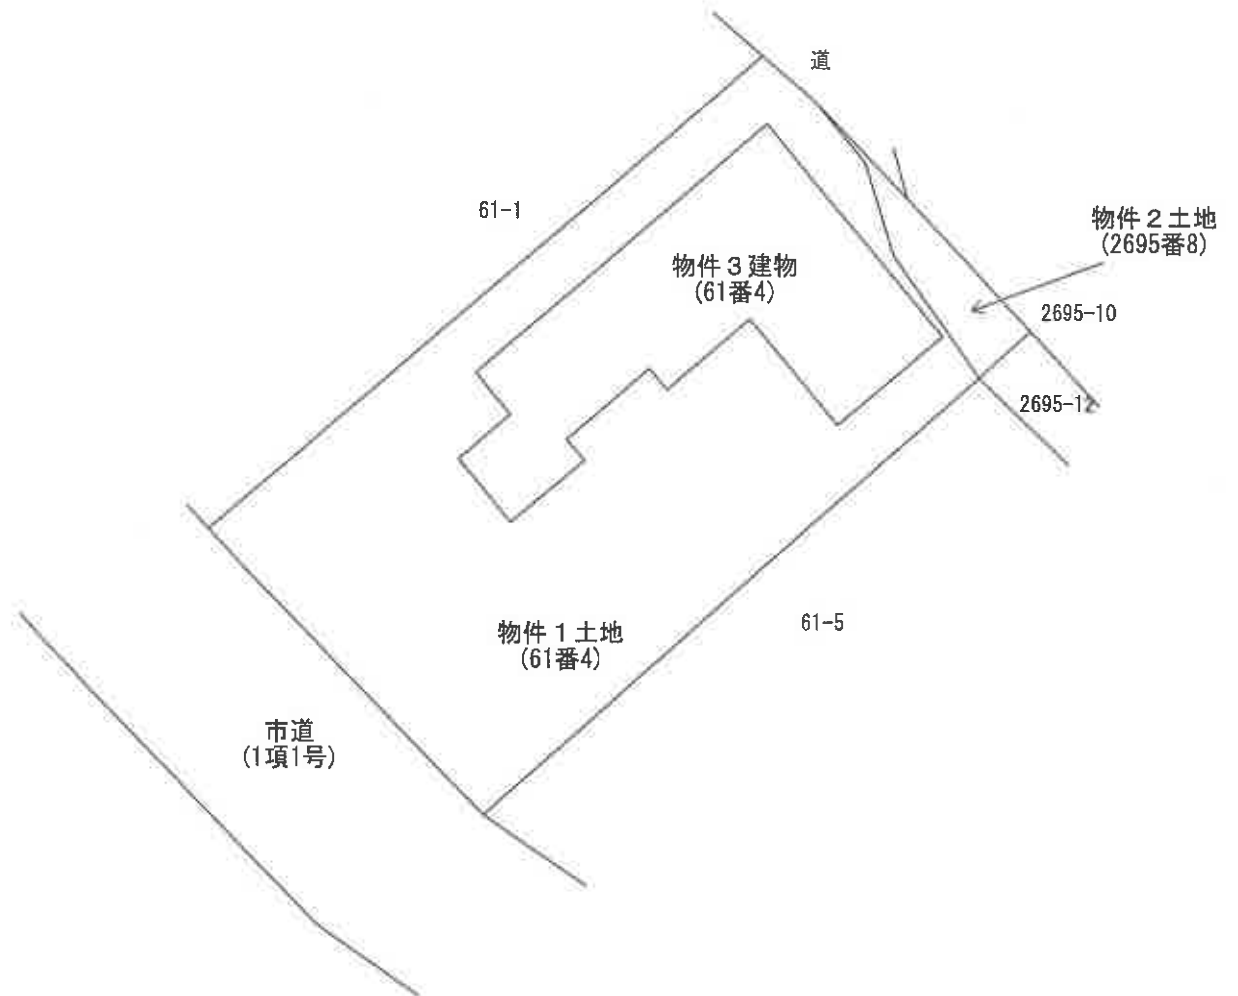 道
61-1
物件２土地
(2695番8)
物件３建物
(61番4)
2695-10
2695-12
61-5
物件１土地
(61番4)
市道
(1項1号)